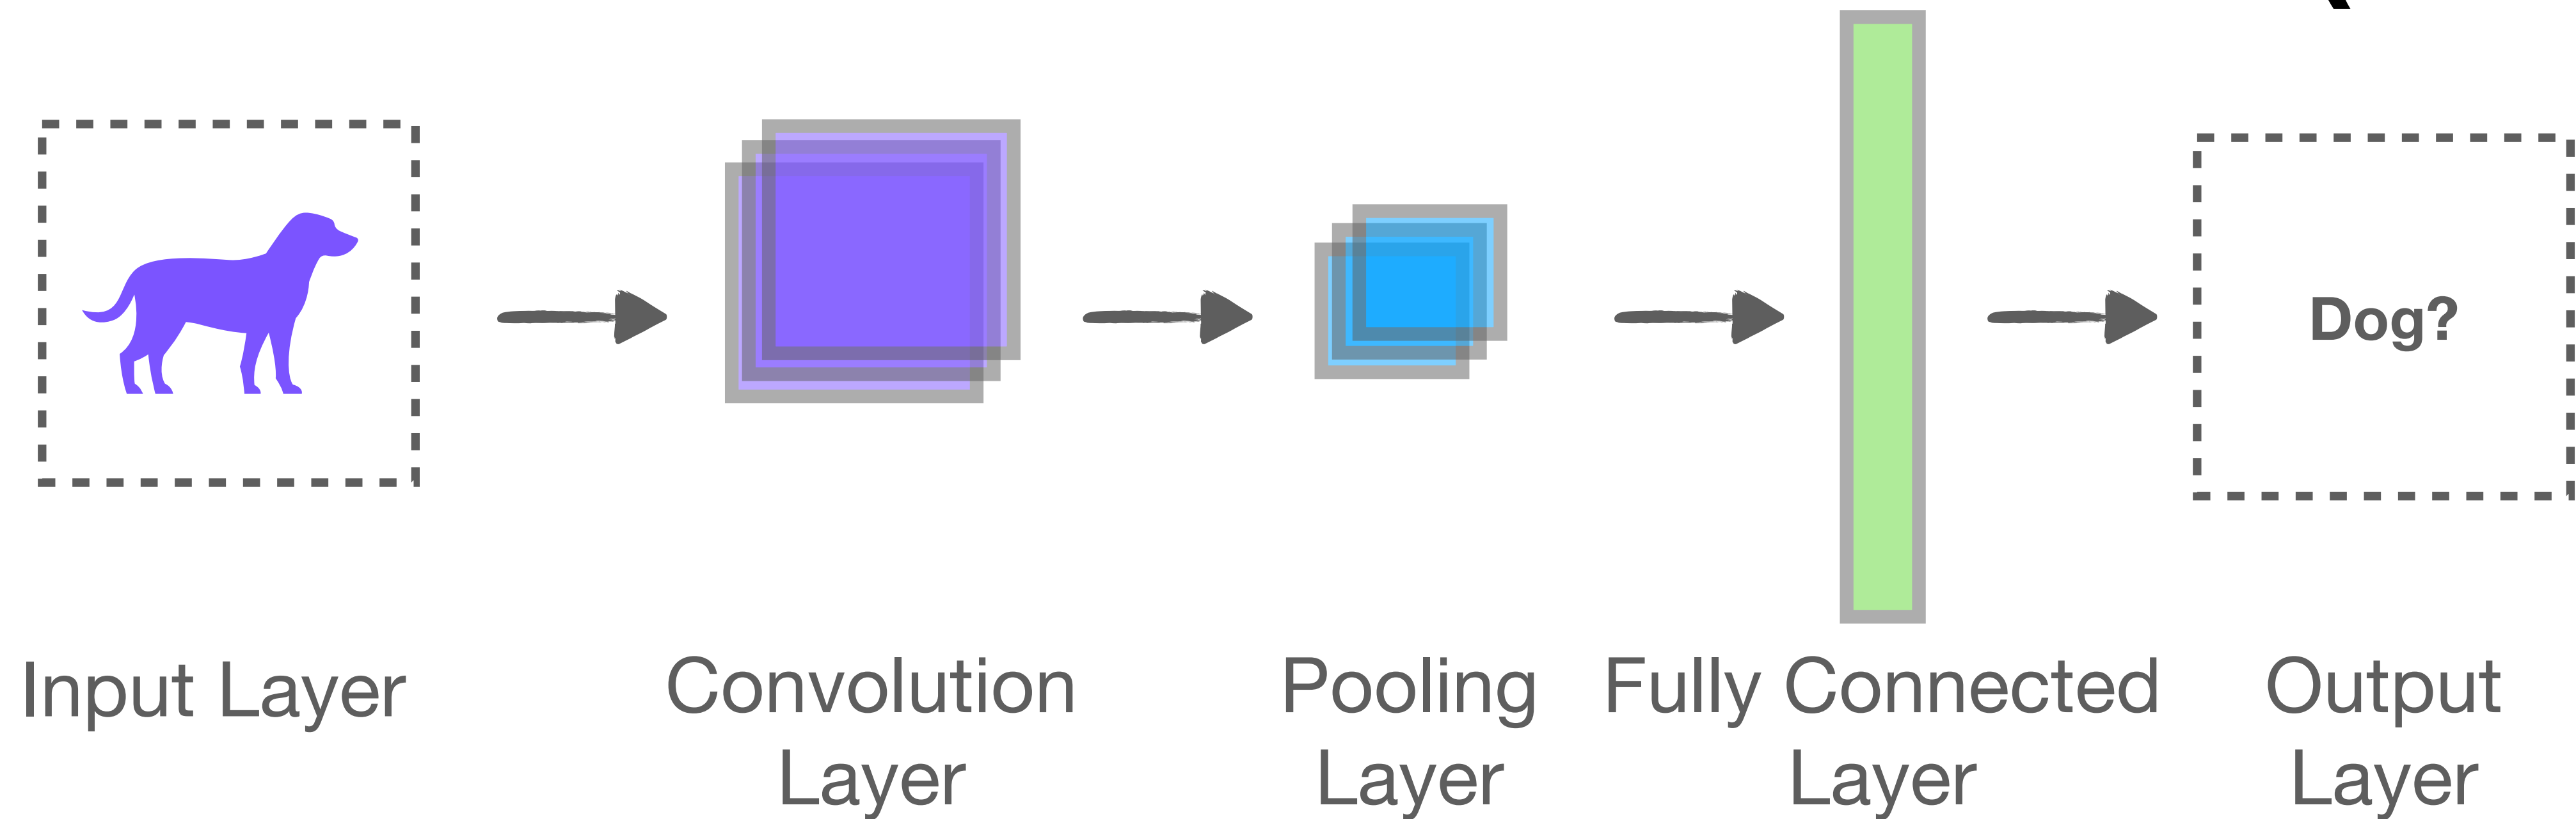 Dog?
Input Layer
Convolution
Layer
Pooling
Layer
Fully Connected
Layer
Output
Layer